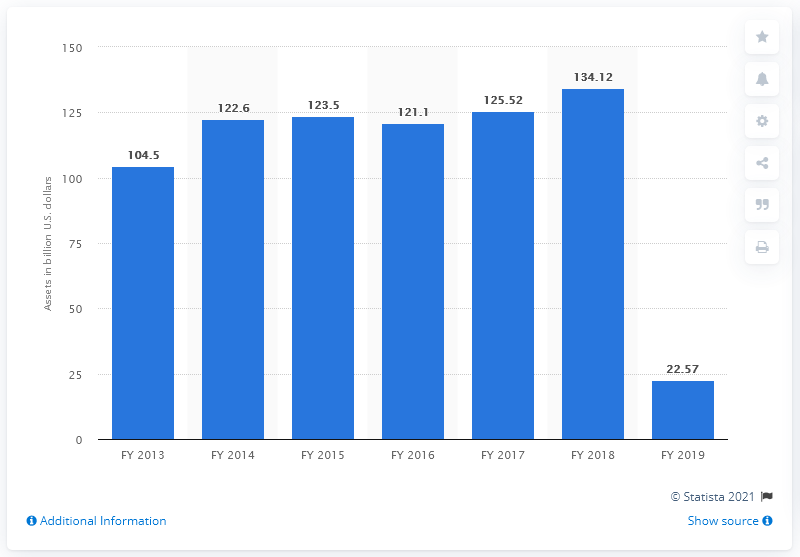 150
125
100
75
50
25
0
Assets in billion U.S. dollars
104.5
122.6
123.5
121.1
125.52
134.12
22.57
FY 2013 FY 2014 FY 2015 FY 2016 FY 2017 FY 2018 FY 2019
© Statista 2021
Additional Information
Show source